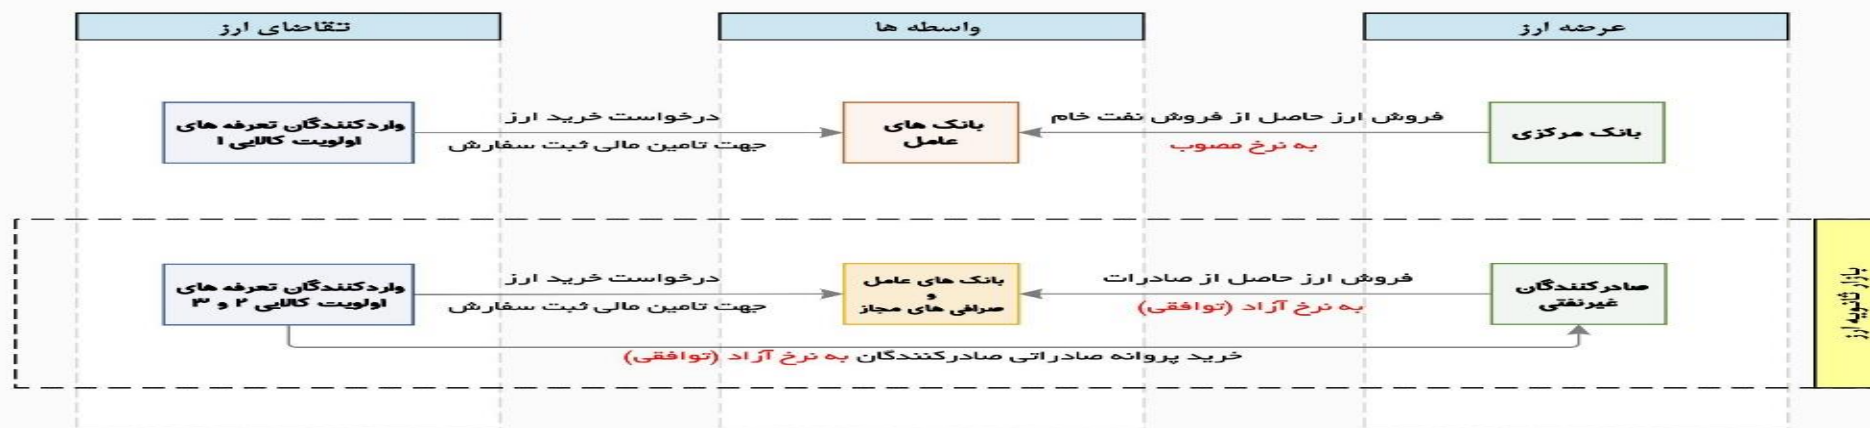 عرضه ارز
واسطه ها
تقاضای ارز
بانک مرکزی
فروش ارز حاصل از فروش نفت خام
به نرخ مصوب
بانک های
عامل
درخواست خرید ارز
جهت تامین مالی ثبت سفارش
واردکنندگان تعرفه های
اولویت کالایی ۱
بازار ثانویه ارز
صادرکنندگان
غیرنفتی
فروش ارز حاصل از صادرات
به نرخ آزاد (توافقی)
بانک های عامل
و
صرافی های مجاز
درخواست خرید ارز
جهت تامین مالی ثبت سفارش
واردکنندگان تعرفه های
اولویت کالایی ۲ و ۳
خرید پروانه صادراتی صادرکنندگان به نرخ آزاد (توافقی)